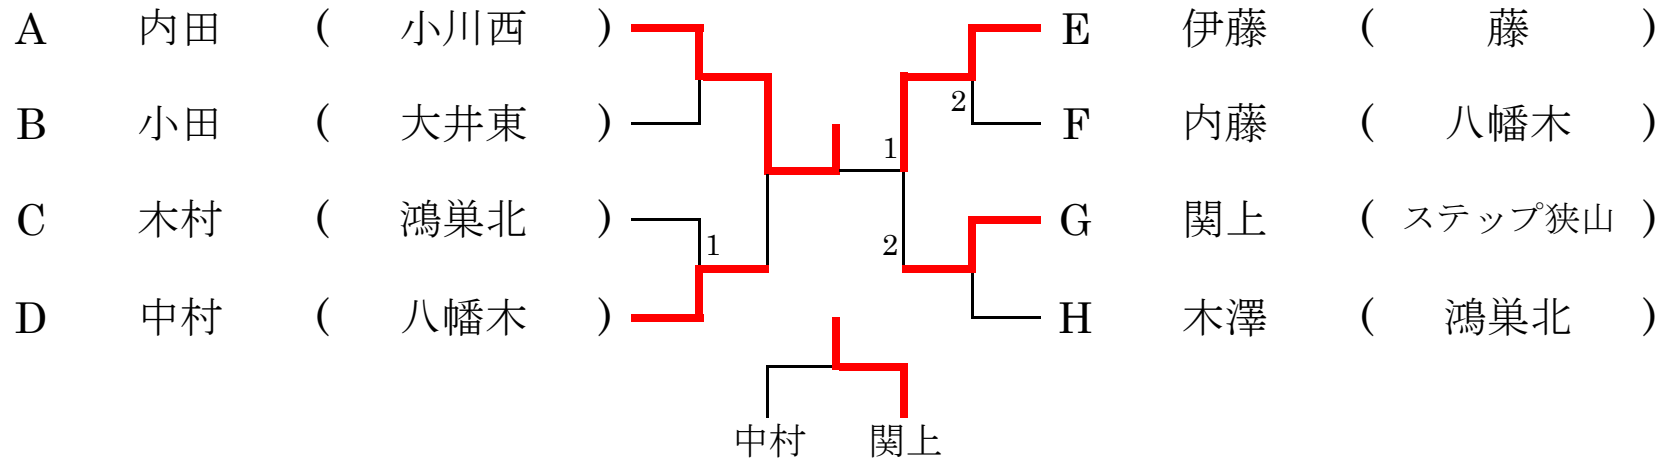 A 内田 ( 小川西 ) E 伊藤 ( 藤 )
2
B 小田 ( 大井東 ) F 内藤 ( 八幡木 )
1
C 木村 ( 鴻巣北 ) G 関上 ( ステップ狭山 )
1 2
D 中村 ( 八幡木 ) H 木澤 ( 鴻巣北 )
中村 関上